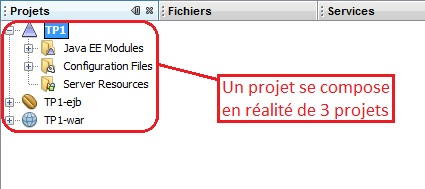 Projets Fichiers Services
TP1
Java EE Modules
Configuration Files
Server Resources
TP1-ejb
TP1-war
Un projet se compose
en réalité de 3 projets